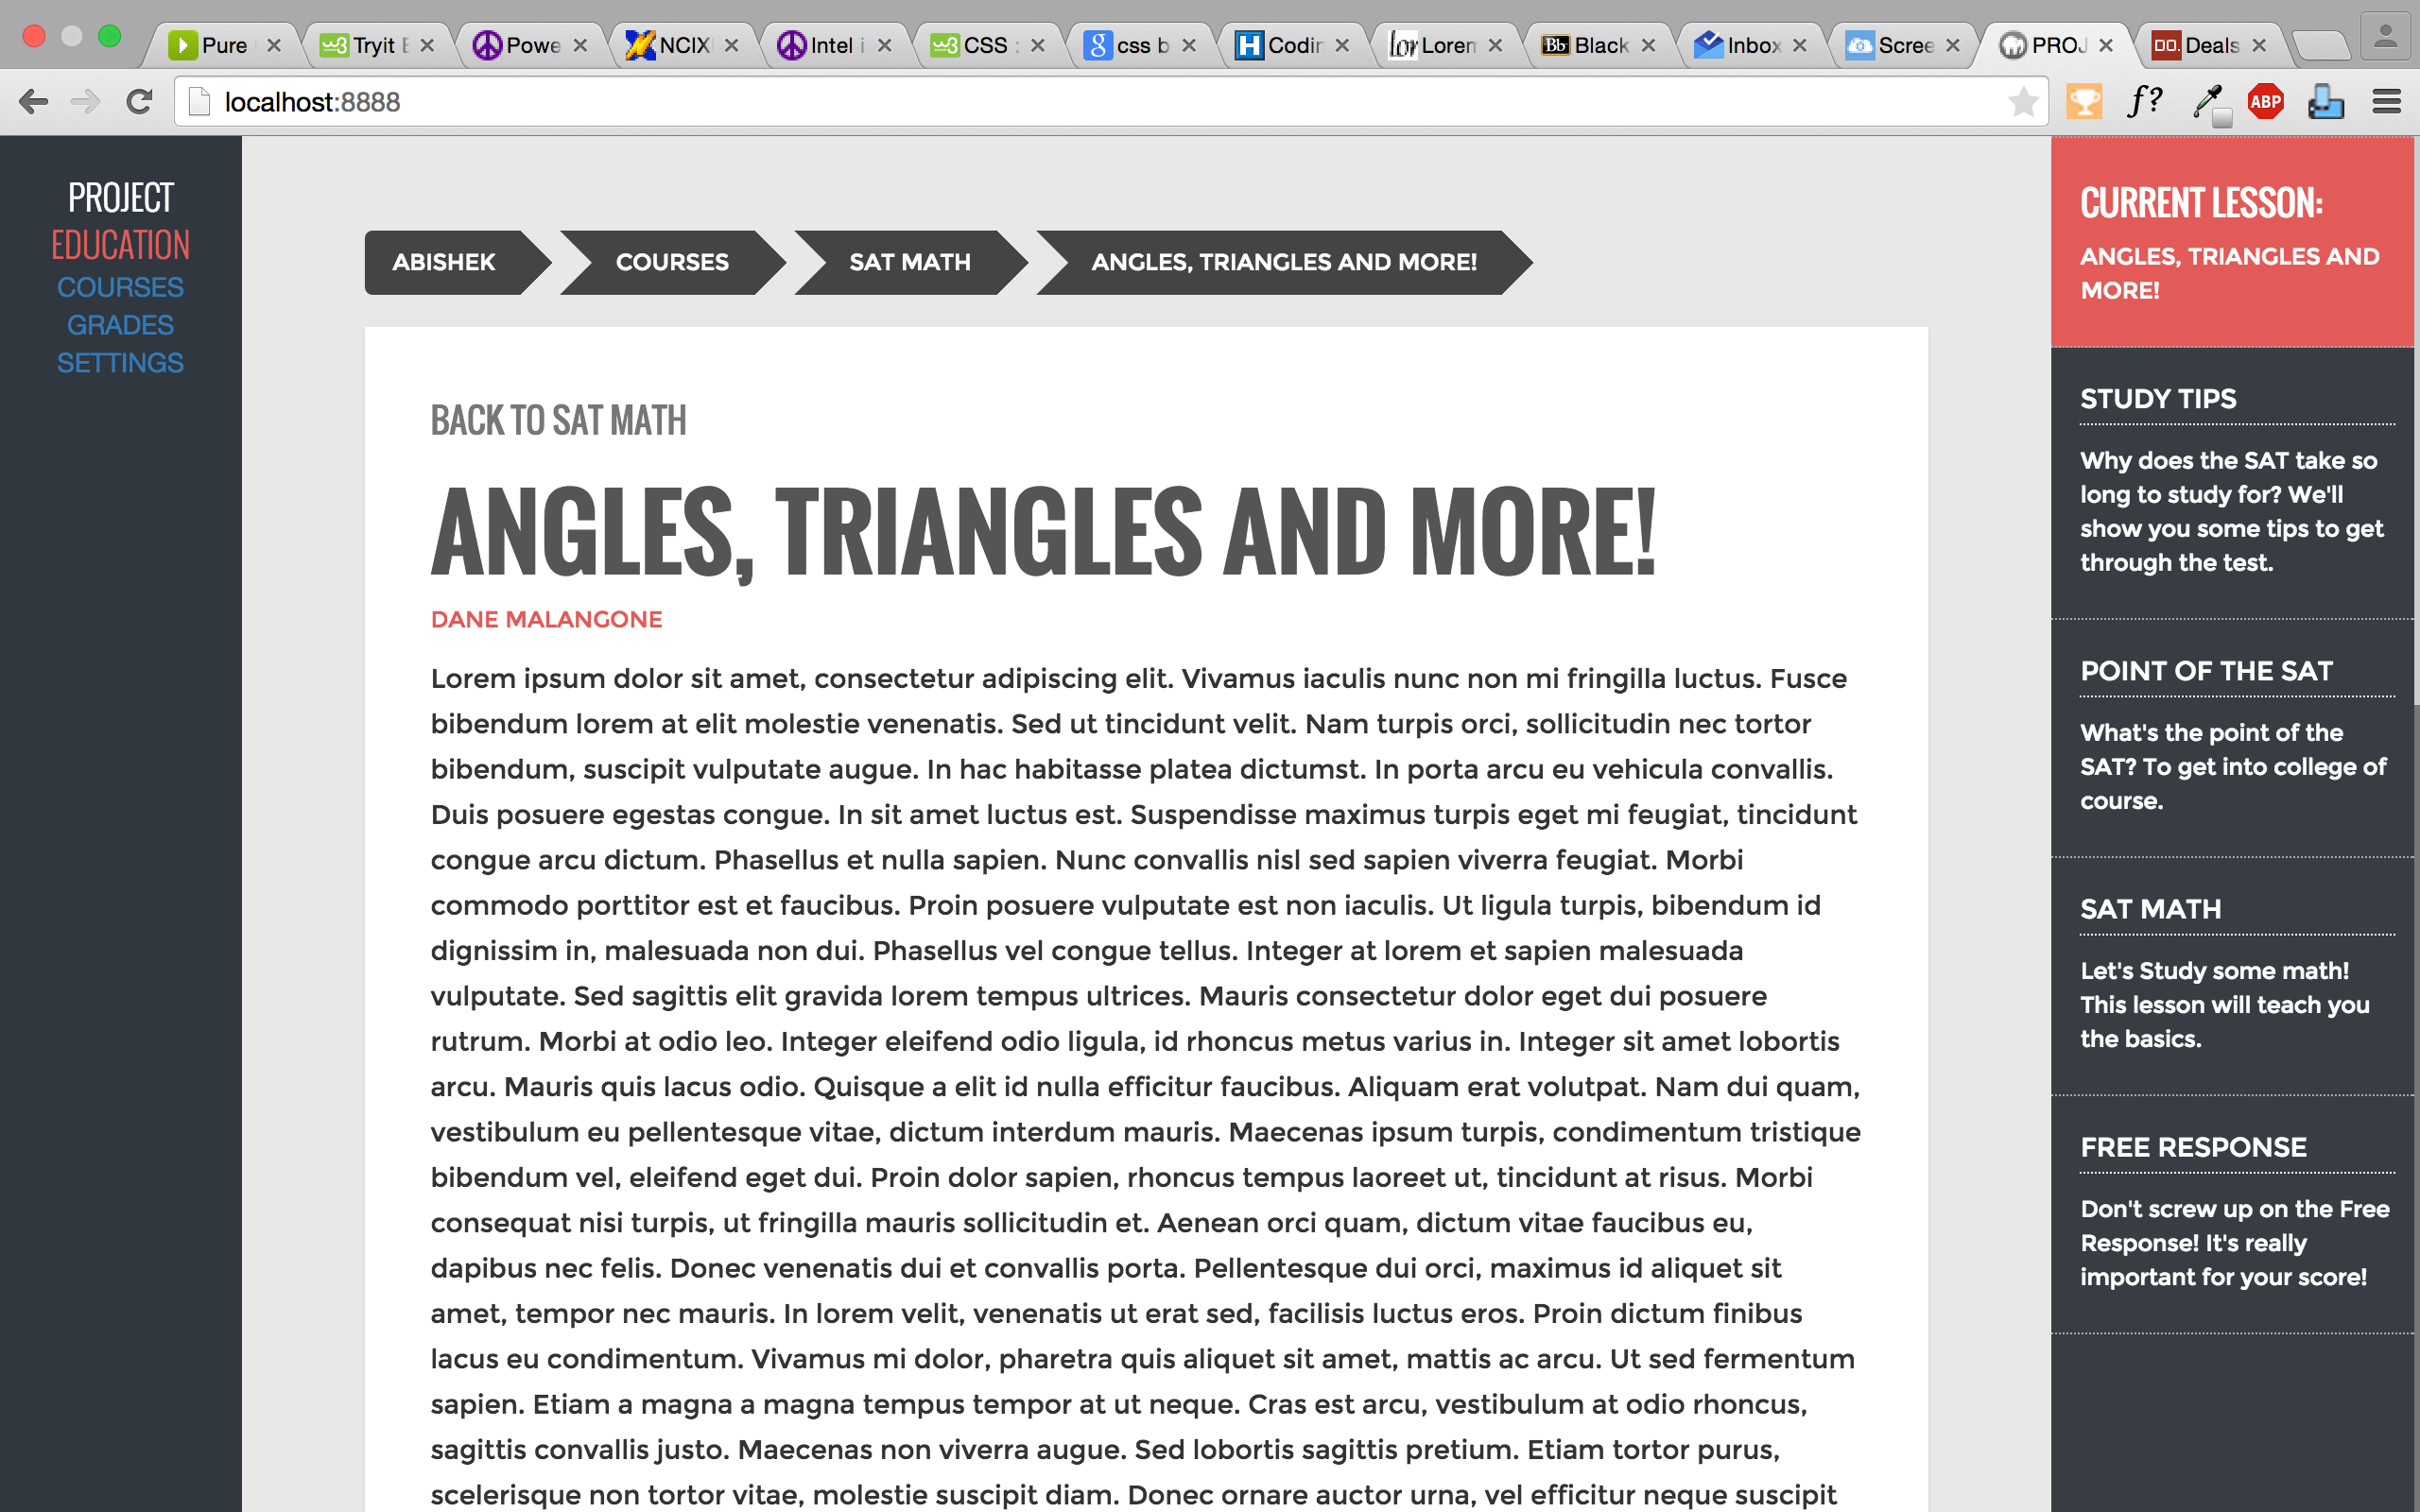 Pure
Tryit E
Powe
NCIX
Intel i
CSS
css b
Codin
Lorem
Black
Inbox
Scree
PROJ
Deals
localhost:8888
f?
ABP
PROJECT
EDUCATION
COURSES
GRADES
SETTINGS
ABISHEK
COURSES
SAT MATH
ANGLES, TRIANGLES AND MORE!
BACK TO SAT MATH
ANGLES, TRIANGLES AND MORE!
DANE MALANGONE
Lorem ipsum dolor sit amet, consectetur adipiscing elit. Vivamus iaculis nunc non mi fringilla luctus. Fusce
bibendum lorem at elit molestie venenatis. Sed ut tincidunt velit. Nam turpis orci, sollicitudin nec tortor
bibendum, suscipit vulputate augue. In hac habitasse platea dictumst. In porta arcu eu vehicula convallis.
Duis posuere egestas congue. In sit amet luctus est. Suspendisse maximus turpis eget mi feugiat, tincidunt
congue arcu dictum. Phasellus et nulla sapien. Nunc convallis nisl sed sapien viverra feugiat. Morbi
commodo porttitor est et faucibus. Proin posuere vulputate est non iaculis. Ut ligula turpis, bibendum id
dignissim in, malesuada non dui. Phasellus vel congue tellus. Integer at lorem et sapien malesuada
vulputate. Sed sagittis elit gravida lorem tempus ultrices. Mauris consectetur dolor eget dui posuere
rutrum. Morbi at odio leo. Integer eleifend odio ligula, id rhoncus metus varius in. Integer sit amet lobortis
arcu. Mauris quis lacus odio. Quisque a elit id nulla efficitur faucibus. Aliquam erat volutpat. Nam dui quam,
vestibulum eu pellentesque vitae, dictum interdum mauris. Maecenas ipsum turpis, condimentum tristique
bibendum vel, eleifend eget dui. Proin dolor sapien, rhoncus tempus laoreet ut, tincidunt at risus. Morbi
consequat nisi turpis, ut fringilla mauris sollicitudin et. Aenean orci quam, dictum vitae faucibus eu,
dapibus nec felis. Donec venenatis dui et convallis porta. Pellentesque dui orci, maximus id aliquet sit
amet, tempor nec mauris. In lorem velit, venenatis ut erat sed, facilisis luctus eros. Proin dictum finibus
lacus eu condimentum. Vivamus mi dolor, pharetra quis aliquet sit amet, mattis ac arcu. Ut sed fermentum
sapien. Etiam a magna a magna tempus tempor at ut neque. Cras est arcu, vestibulum at odio rhoncus,
sagittis convallis justo. Maecenas non viverra augue. Sed lobortis sagittis pretium. Etiam tortor purus,
scelerisque non tortor vitae, molestie suscipit diam. Donec ornare auctor urna, vel efficitur neque suscipit
CURRENT LESSON:
ANGLES, TRIANGLES AND
MORE!
STUDY TIPS
Why does the SAT take so
long to study for? We'll
show you some tips to get
through the test.
POINT OF THE SAT
What's the point of the
SAT? To get into college of
course.
SAT MATH
Let's Study some math!
This lesson will teach you
the basics.
FREE RESPONSE
Don't screw up on the Free
Response! It's really
important for your score!